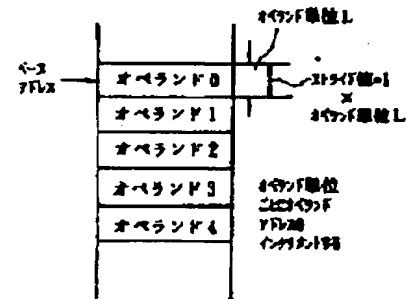 オペランド単位L
ベース
アドレス
オペランド0
オペランド1
オペランド2
オペランド3
オペランド4
ストライド値=1
×
オペランド単位L
オペランド単位
ごとにオペランド
アドレスを
インクリメントする